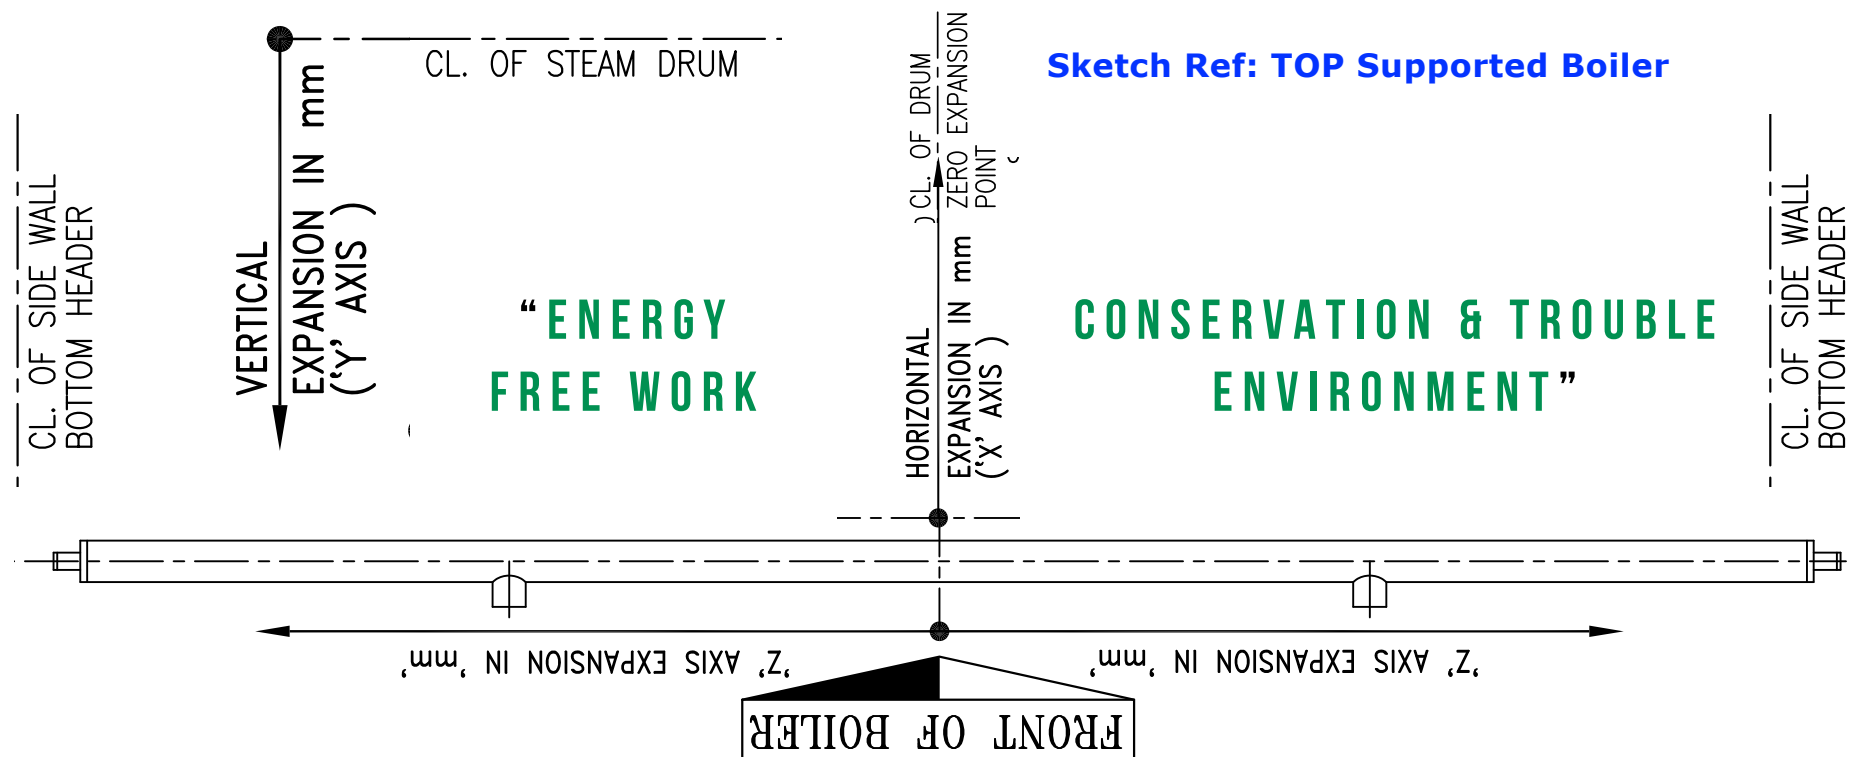 CL. OF STEAM DRUM
Sketch Ref: TOP Supported Boiler
CL. OF SIDE WALL
BOTTOM HEADER
VERTICAL
EXPANSION IN mm
('Y' AXIS )
CL. OF DRUM
ZERO EXPANSION
POINT
HORIZONTAL
EXPANSION IN mm
('X' AXIS )
CL. OF SIDE WALL
BOTTOM HEADER
"ENERGY CONSERVATION & TROUBLE
FREE WORK ENVIRONMENT"
'Z' AXIS EXPANSION IN 'mm'
'Z' AXIS EXPANSION IN 'mm'
FRONT OF BOILER